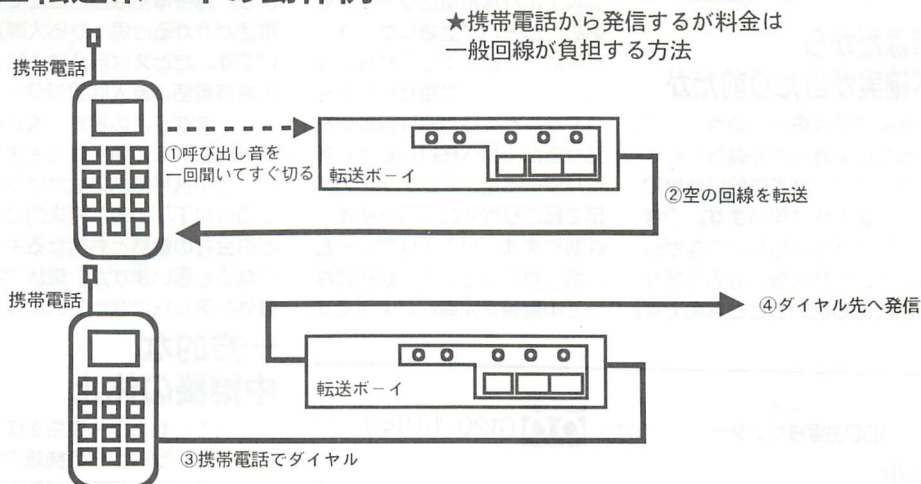 ★携帯電話から発信するが料金は
一般回線が負担する方法
携帯電話
①呼び出し音を
一回聞いてすぐ切る
転送ボーイ
②空の回線を転送
携帯電話
④ダイヤル先へ発信
転送ボーイ
③携帯電話でダイヤル